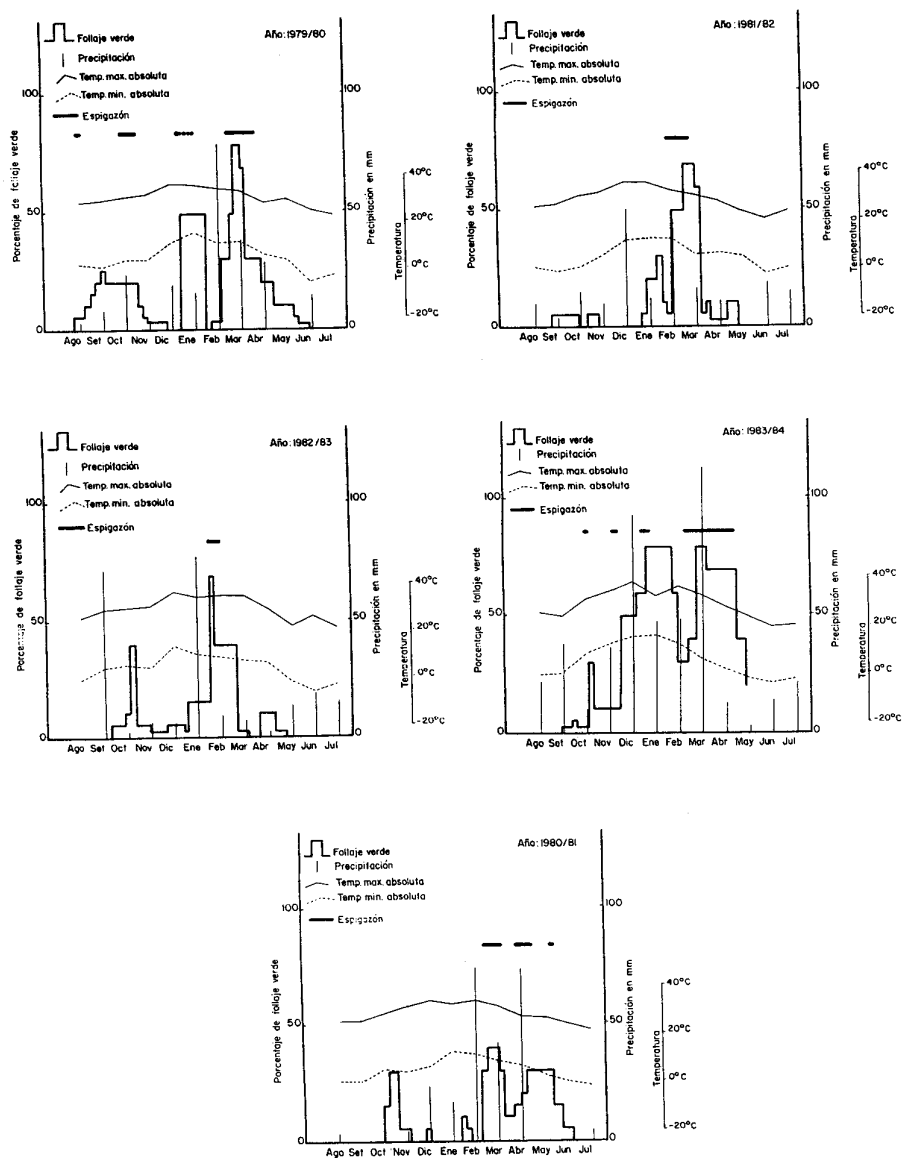 Año: 1979/80
Follaje verde
Precipitación
Temp. max. absoluta
Temp. min. absoluta
Espigazón
Porcentaje de follaje verde
100
50
0
Precipitación en mm
100
50
0
Temperatura
40°C
20°C
0°C
-20°C
Ago Set Oct Nov Dic Ene Feb Mar Abr May Jun Jul
Año: 1981/82
Follaje verde
Precipitación
Temp max. absoluta
Temp. min. absoluta
Espigazón
Porcentaje de follaje verde
100
50
0
Precipitación en mm
100
50
0
Temperatura
40°C
20°C
0°C
-20°C
Ago Set Oct Nov Dic Ene Feb Mar Abr May Jun Jul
Año: 1982/83
Follaje verde
Precipitación
Temp. max. absoluta
Temp. min. absoluta
Espigazón
Porcentaje de follaje verde
100
50
0
Precipitación en mm
100
50
0
Temperatura
40°C
20°C
0°C
-20°C
Ago Set Oct Nov Dic Ene Feb Mar Abr May Jun Jul
Año: 1983/84
Follaje verde
Precipitación
Temp. max. absoluta
Temp. min. absoluta
Espigazón
Porcentaje de follaje verde
100
50
0
Precipitación en mm
100
50
0
Temperatura
40°C
20°C
0°C
-20°C
Ago Set Oct Nov Dic Ene Feb Mar Abr May Jun Jul
Año: 1980/81
Follaje verde
Precipitación
Temp. max. absoluta
Temp min. absoluta
Espigazón
Porcentaje de follaje verde
100
50
0
Precipitación en mm
100
50
0
Temperatura
40°C
20°C
0°C
-20°C
Ago Set Oct Nov Dic Ene Feb Mar Abr May Jun Jul